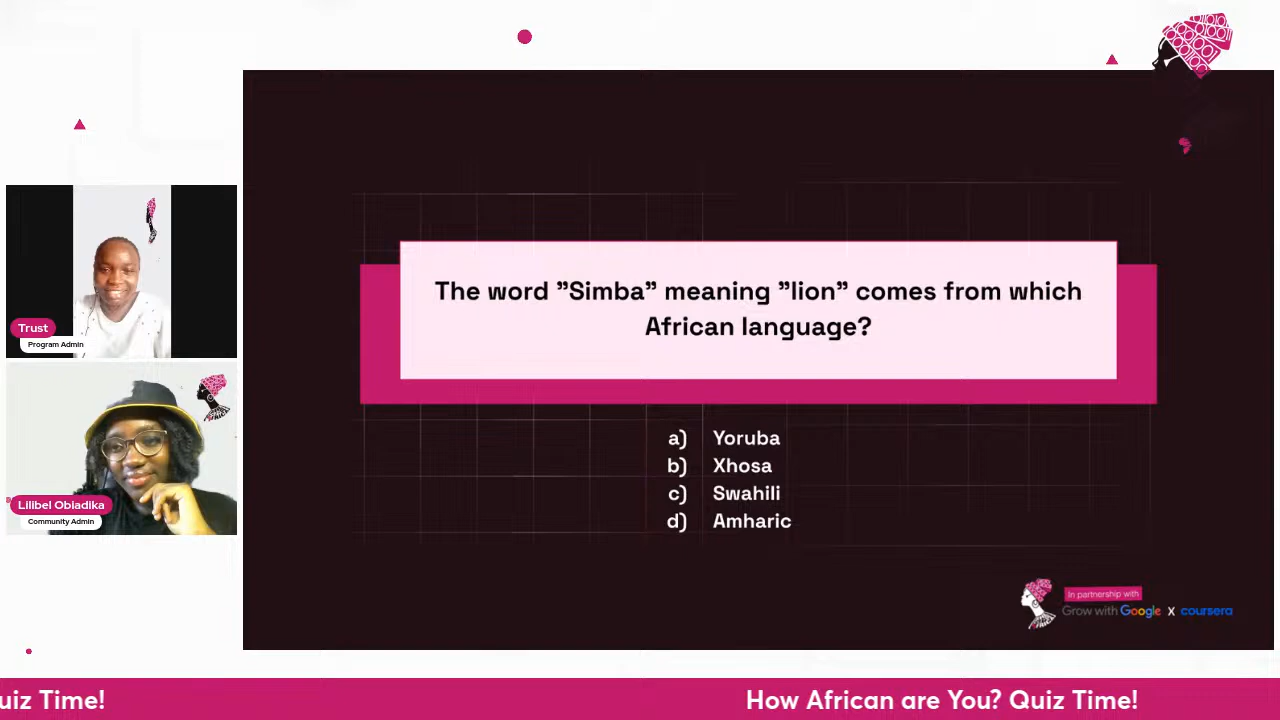 The word ”Simba” meaning ”lion” comes from which
African language?
a) Yoruba
b) Xhosa
c) Swahili
d) Amharic
Trust
Program Admin
Lilibel Obiadika
Community Admin
In partnership with
Grow with Google X coursera
uiz Time!
How African are You? Quiz Time!